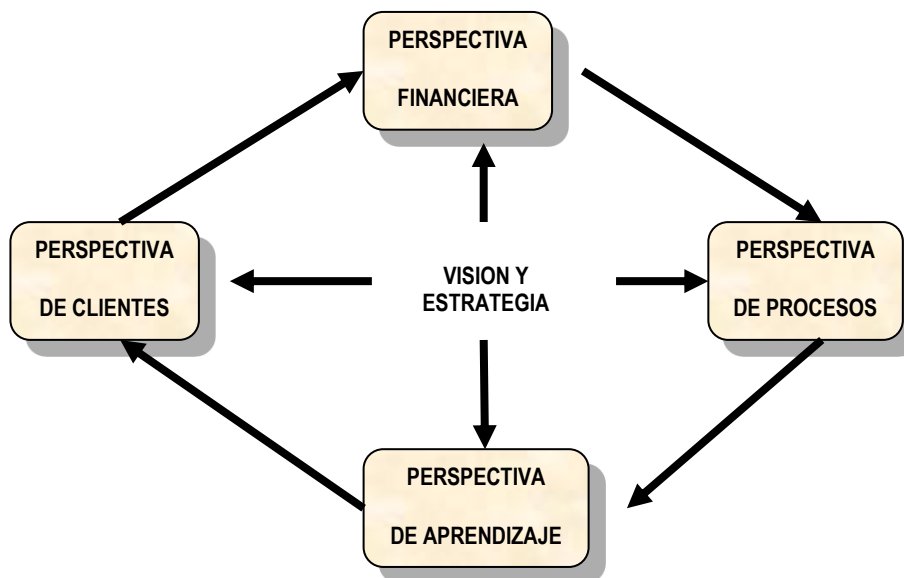 PERSPECTIVA
FINANCIERA
PERSPECTIVA
DE CLIENTES
VISION Y
ESTRATEGIA
PERSPECTIVA
DE PROCESOS
PERSPECTIVA
DE APRENDIZAJE